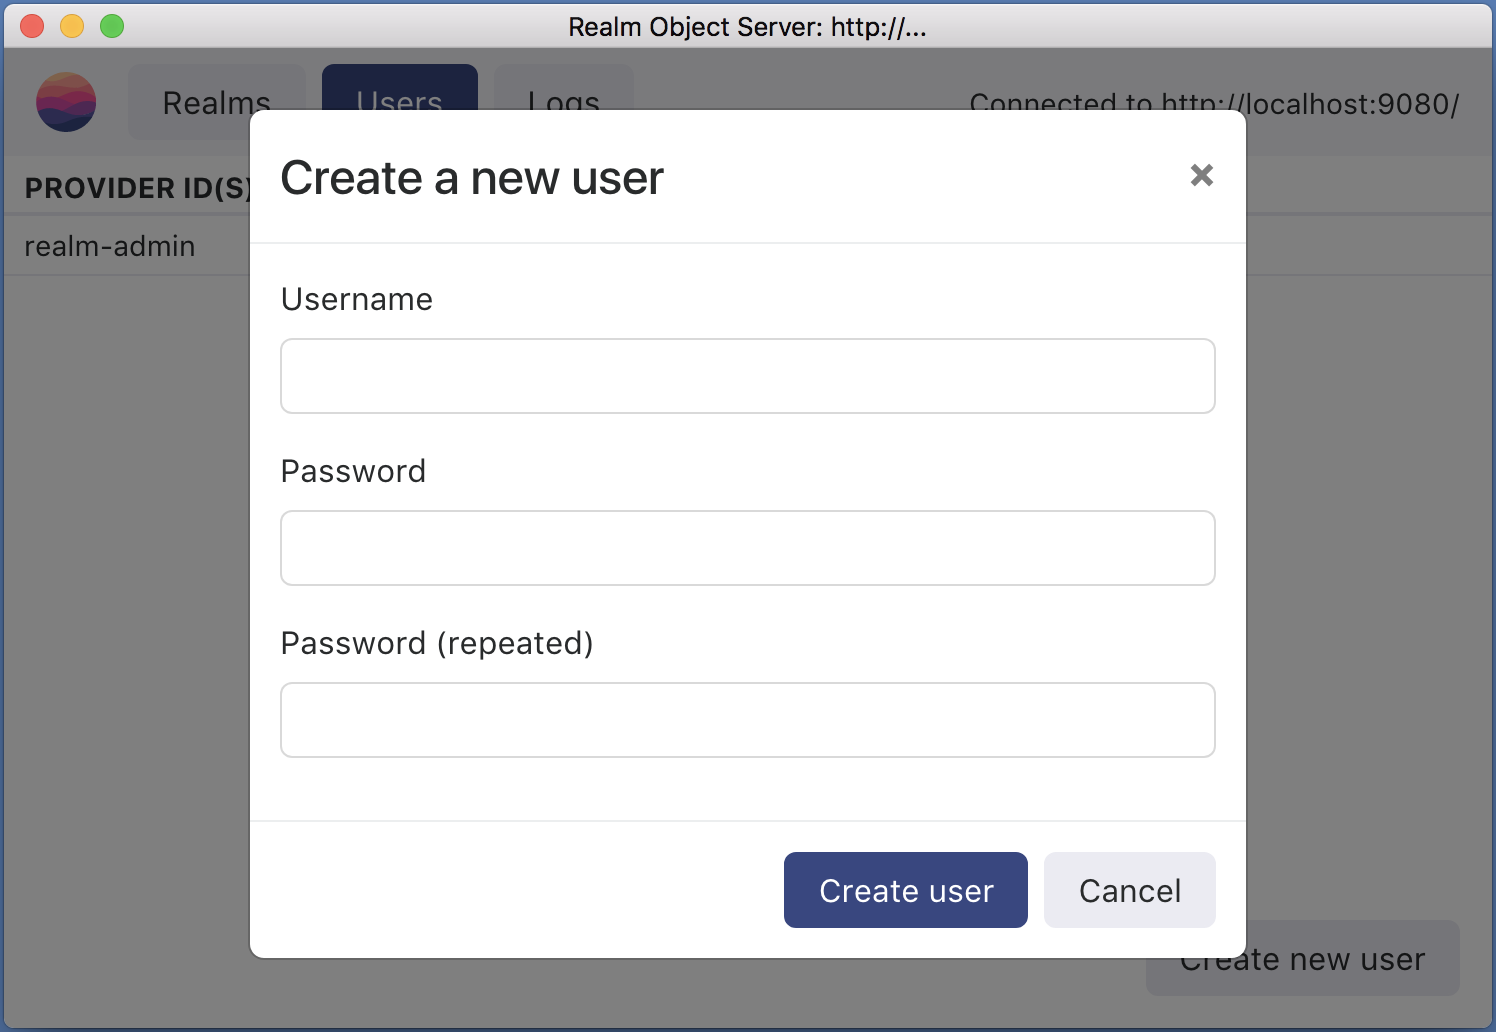 Realm Object Server: http://...
Realms Users Logs Connected to http://localhost:9080/
PROVIDER ID(S)
realm-admin
Create a new user
Username
Password
Password (repeated)
Create user Cancel
Create new user